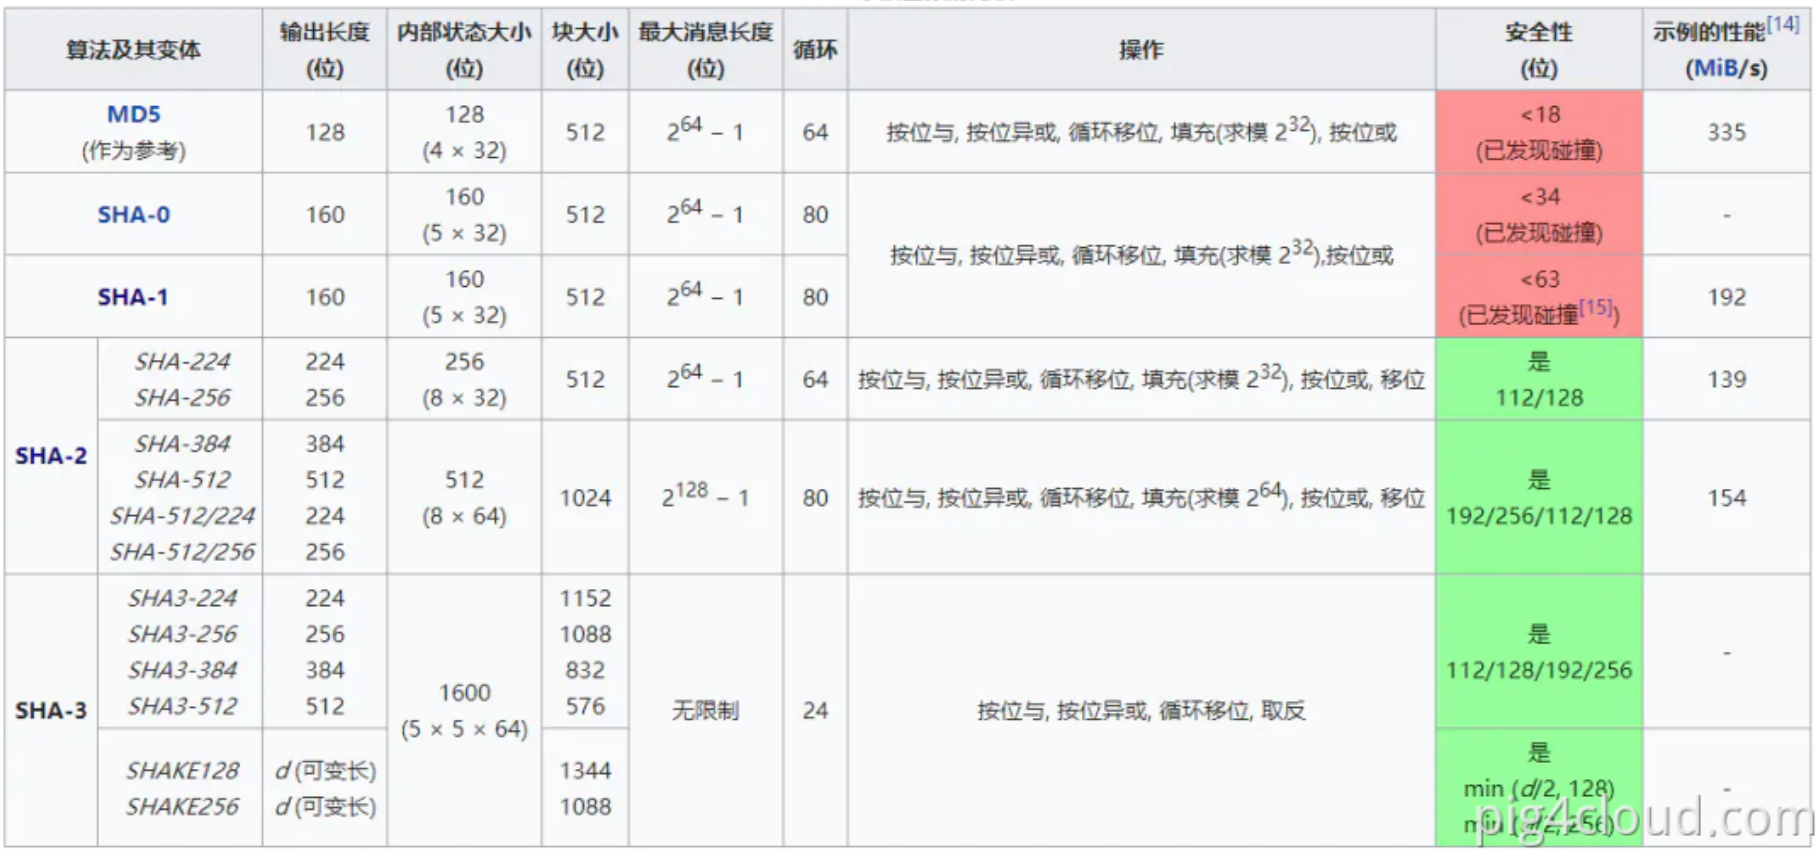 算法及其变体 输出长度 (位) 内部状态大小 (位) 块大小 (位) 最大消息长度 (位) 循环 操作 安全性 (位) 示例的性能[14] (MiB/s)
MD5 (作为参考) 128 128 (4 × 32) 512 2^64 − 1 64 按位与, 按位异或, 循环移位, 填充(求模 2^32), 按位或 <18 (已发现碰撞) 335
SHA-0 160 160 (5 × 32) 512 2^64 − 1 80 按位与, 按位异或, 循环移位, 填充(求模 2^32),按位或 <34 (已发现碰撞) -
SHA-1 160 160 (5 × 32) 512 2^64 − 1 80 <63 (已发现碰撞[15]) 192
SHA-2
SHA-224 224 256 (8 × 32) 512 2^64 − 1 64 按位与, 按位异或, 循环移位, 填充(求模 2^32), 按位或, 移位 是 112/128 139
SHA-256 256
SHA-384 384 512 (8 × 64) 1024 2^128 − 1 80 按位与, 按位异或, 循环移位, 填充(求模 2^64), 按位或, 移位 是 192/256/112/128 154
SHA-512 512
SHA-512/224 224
SHA-512/256 256
SHA-3
SHA3-224 224 1600 (5 × 5 × 64) 1152 无限制 24 按位与, 按位异或, 循环移位, 取反 是 112/128/192/256 -
SHA3-256 256 1088
SHA3-384 384 832
SHA3-512 512 576
SHAKE128 d (可变长) 1344 是 min (d/2, 128) -
SHAKE256 d (可变长) 1088 min (d/2, 256)
pig4cloud.com